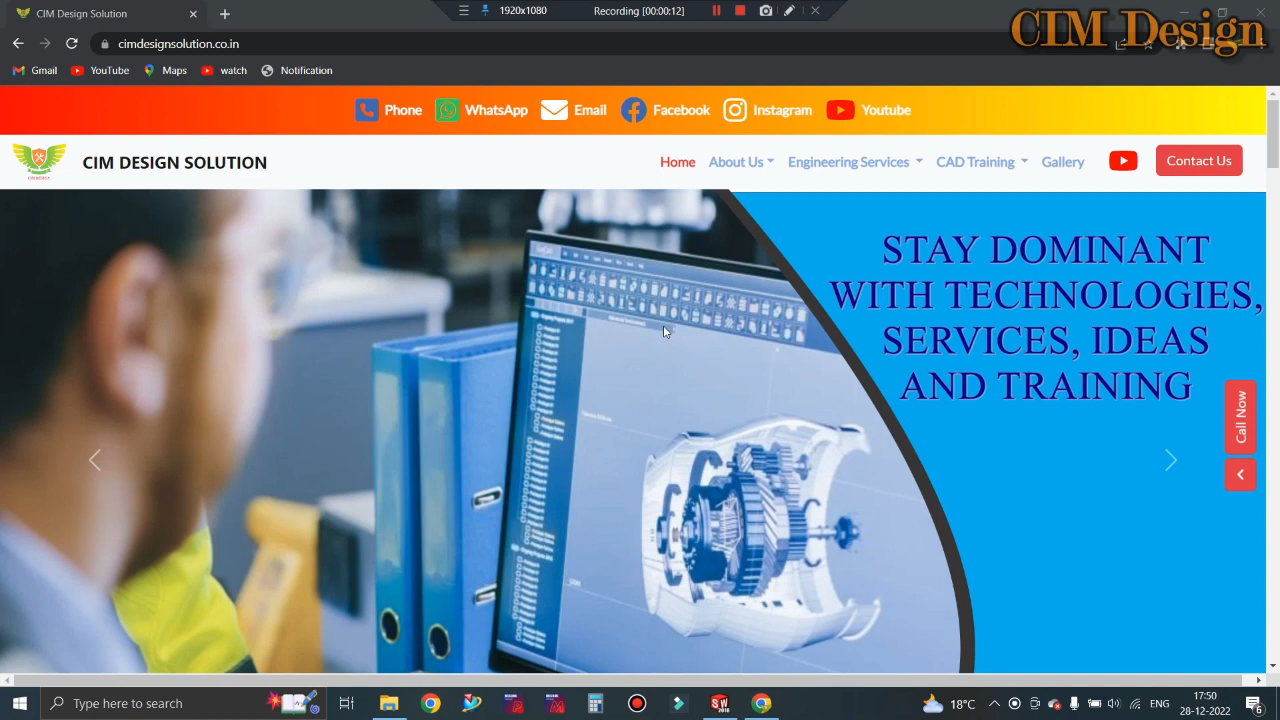 CIM Design Solution
1920x1080
Recording [00:00:12]
CIM Design
cimdesignsolution.co.in
Gmail
YouTube
Maps
watch
Notification
Phone
WhatsApp
Email
Facebook
Instagram
Youtube
CIM DESIGN SOLUTION
Home
About Us
Engineering Services
CAD Training
Gallery
Contact Us
STAY DOMINANT
WITH TECHNOLOGIES,
SERVICES, IDEAS
AND TRAINING
Call Now
Type here to search
18°C
ENG
17:50
28-12-2022
6